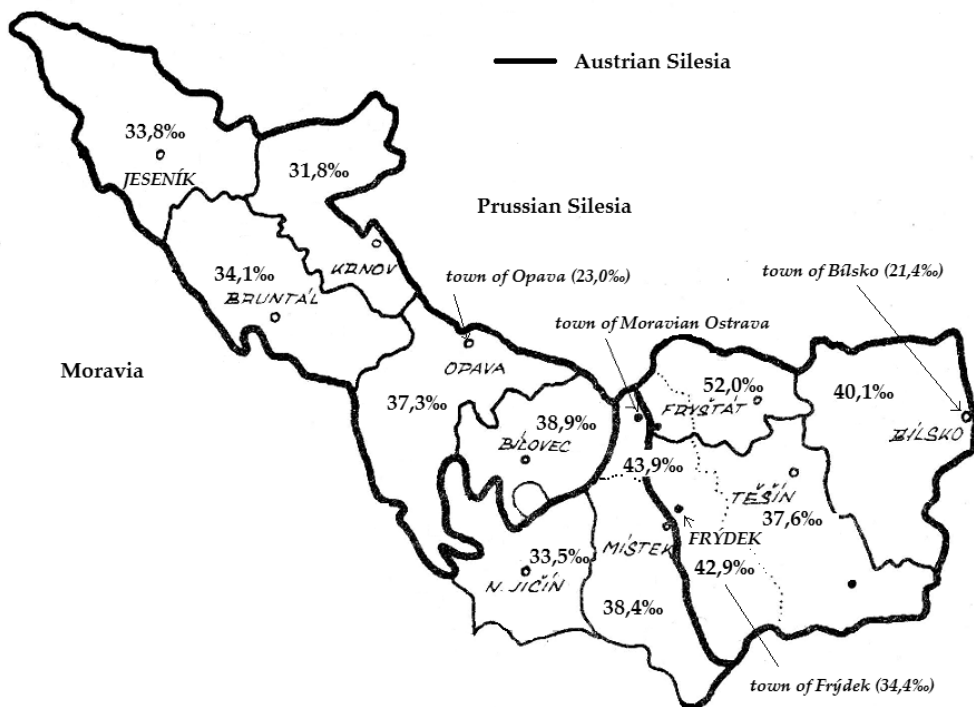 Austrian Silesia
33,8‰
JESENÍK
31,8‰
Prussian Silesia
KRNOV
34,1‰
BRUNTÁL
town of Opava (23,0‰)
town of Bílsko (21,4‰)
town of Moravian Ostrava
Moravia
OPAVA
37,3‰
38,9‰
BÍLOVEC
52,0‰
FRYŠTÁT
40,1‰
BÍLSKO
43,9‰
TĚŠÍN
37,6‰
FRÝDEK
MÍSTEK
33,5‰
N. JIČÍN
42,9‰
38,4‰
town of Frýdek (34,4‰)